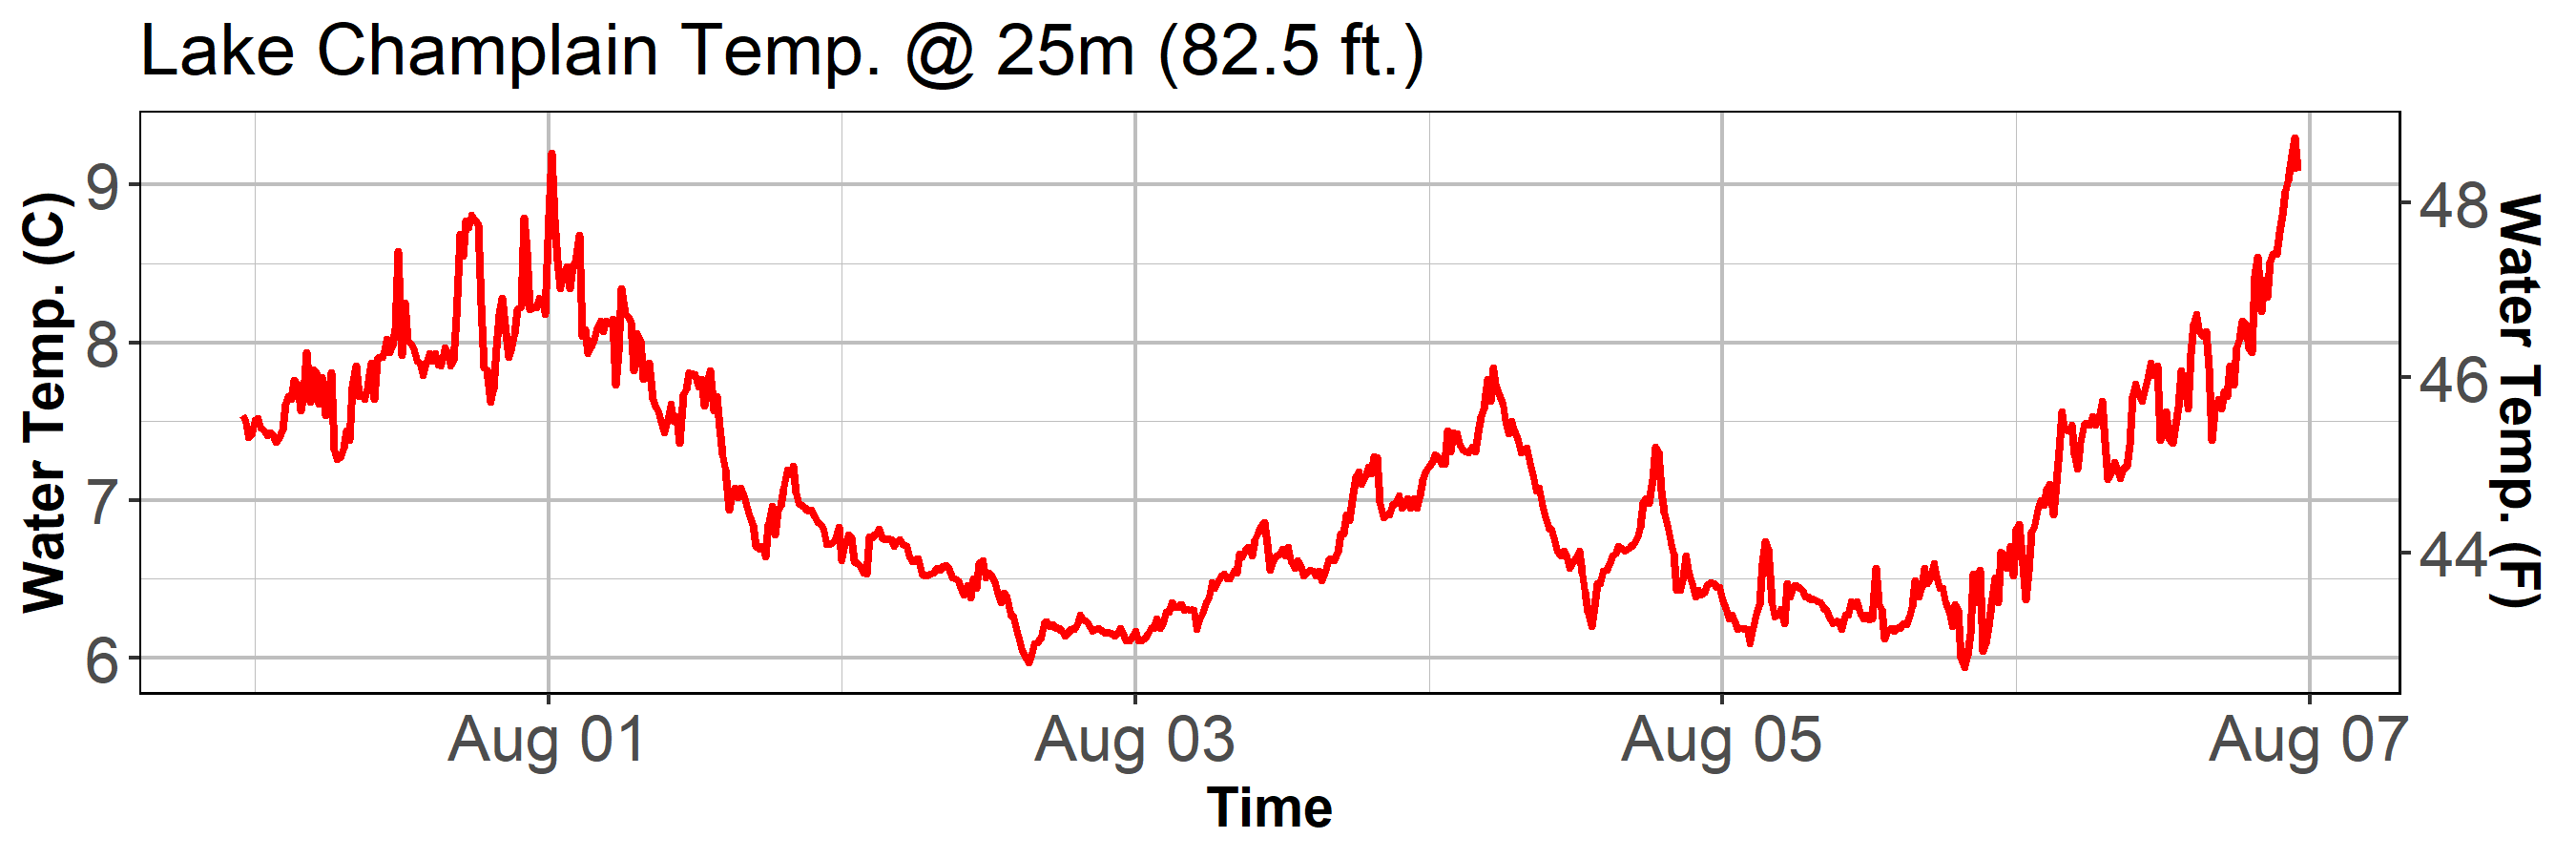 Lake Champlain Temp. @ 25m (82.5 ft.)
Water Temp. (C)
9
8
7
6
48
46
44
Water Temp. (F)
Aug 01
Aug 03
Aug 05
Aug 07
Time